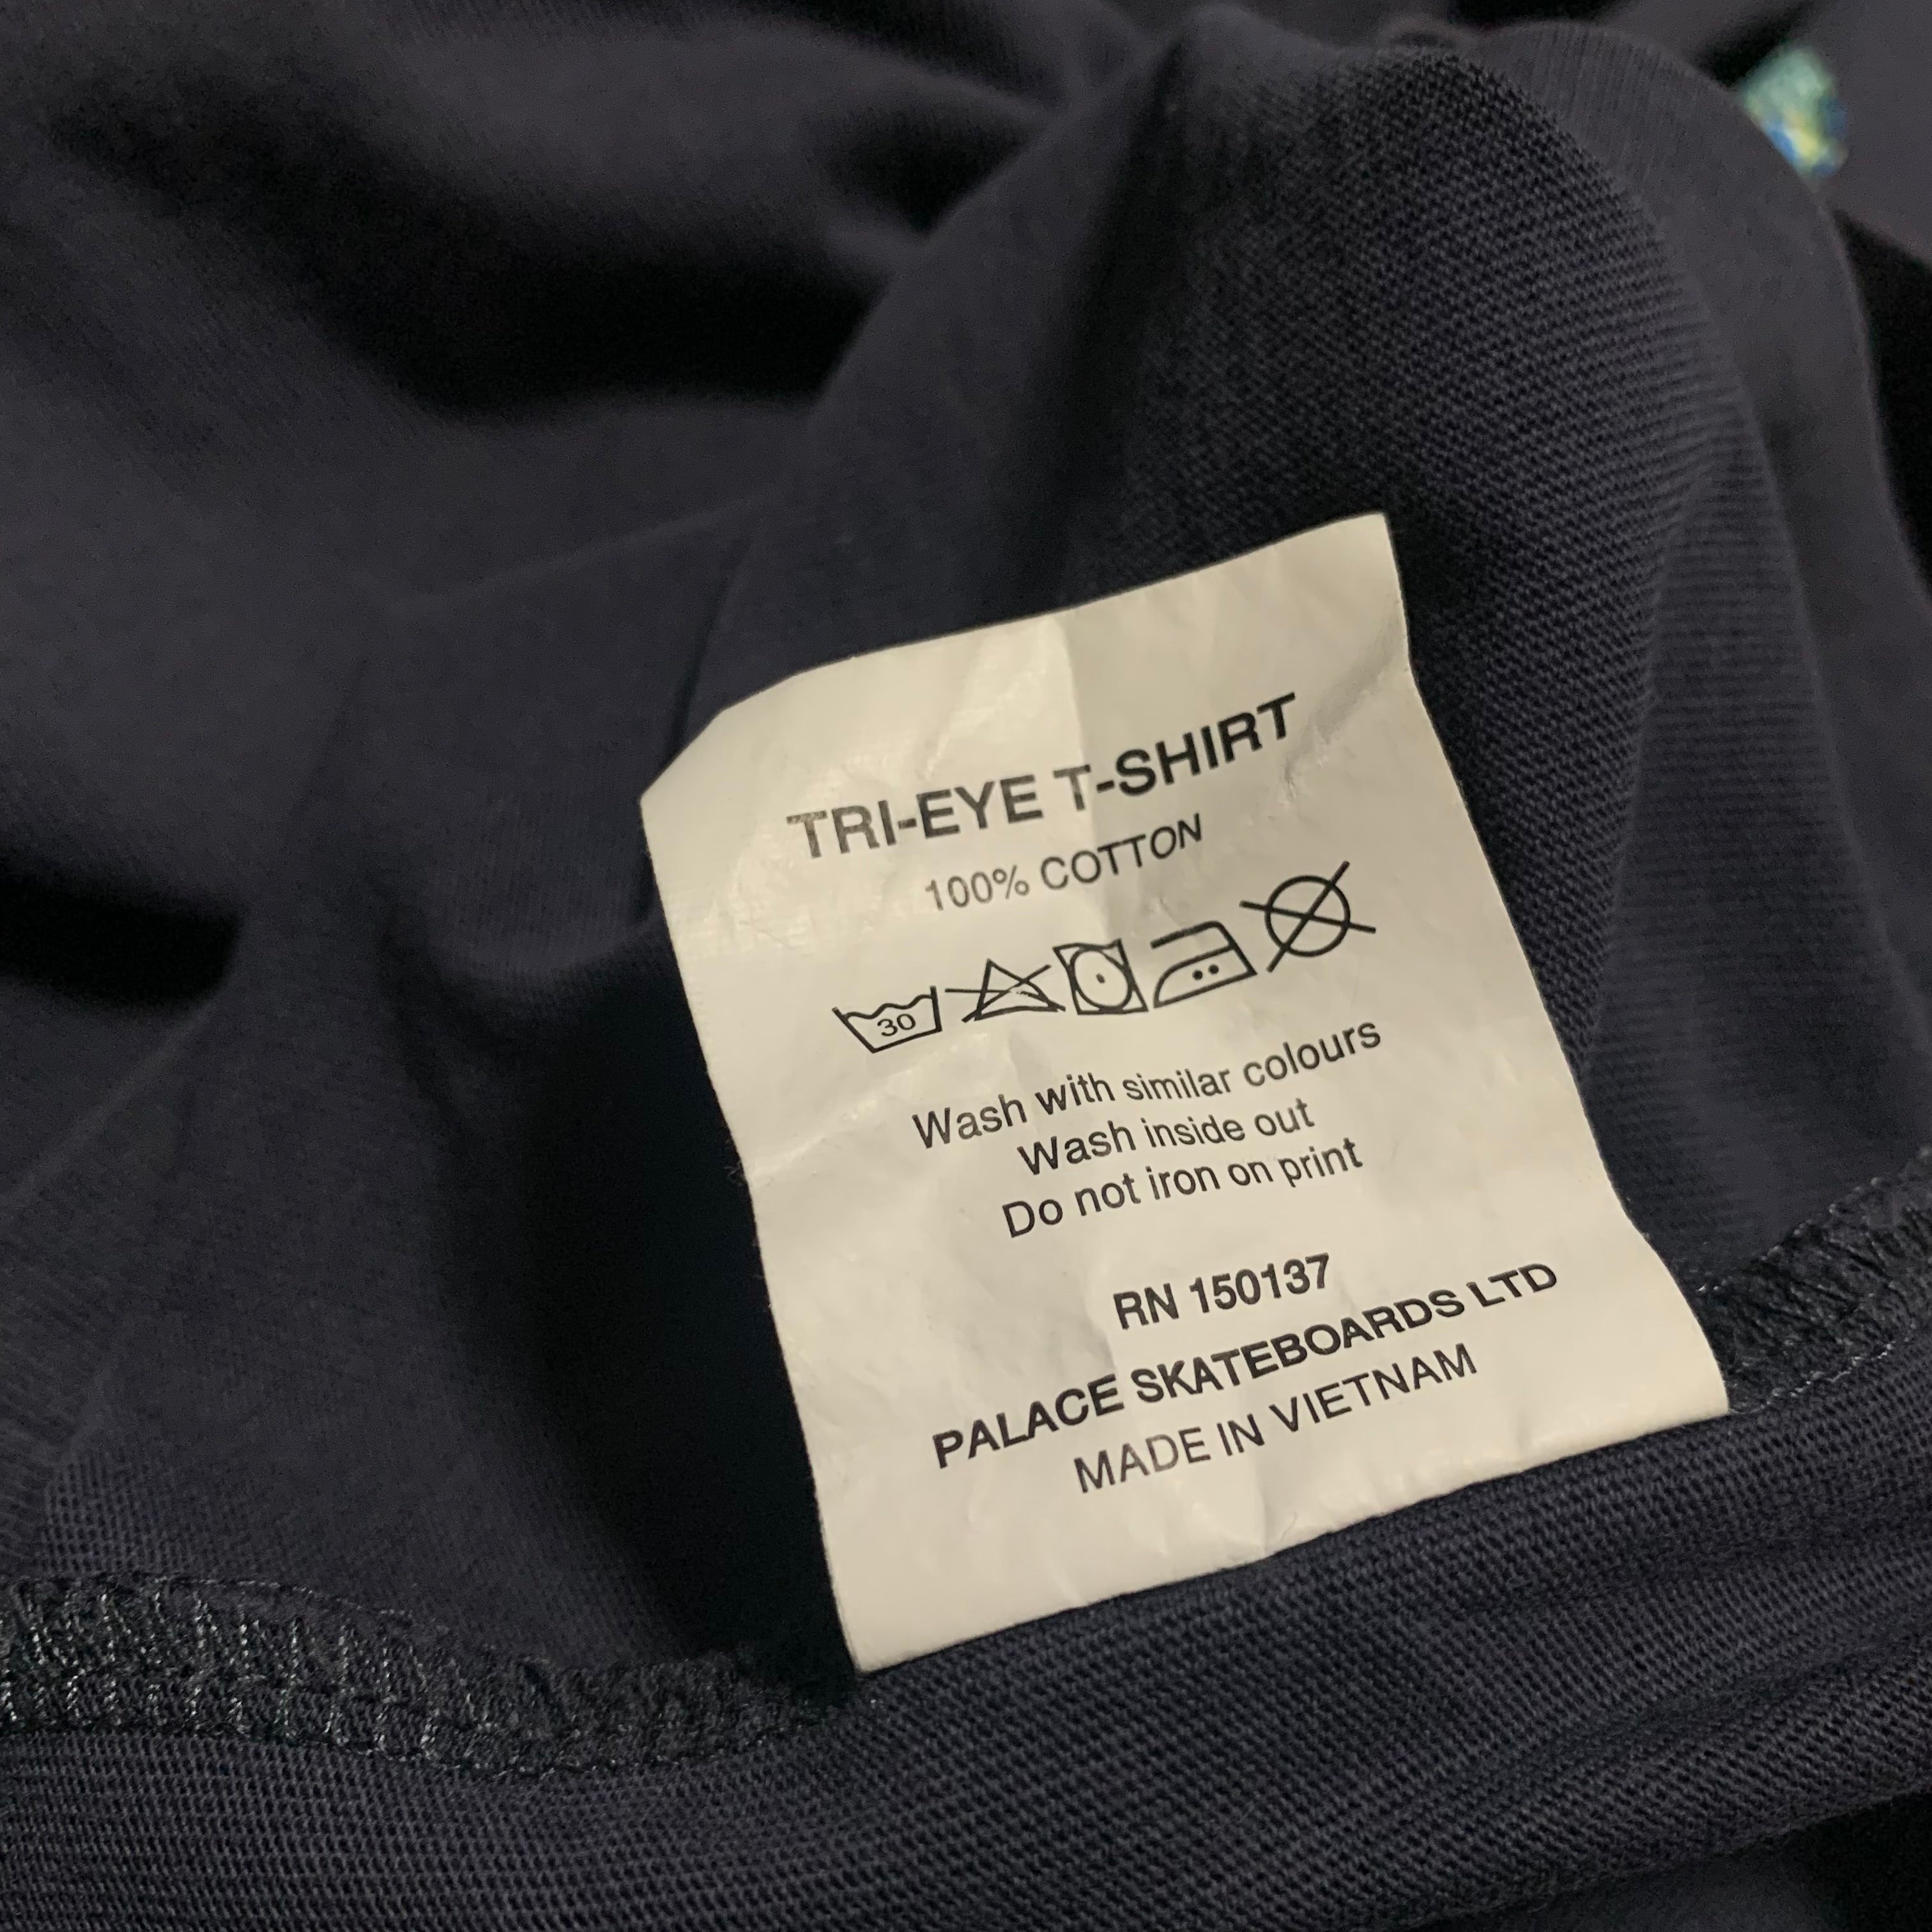 TRI-EYE T-SHIRT
100% COTTON
30
Wash with similar colours
Wash inside out
Do not iron on print
RN 150137
PALACE SKATEBOARDS LTD
MADE IN VIETNAM